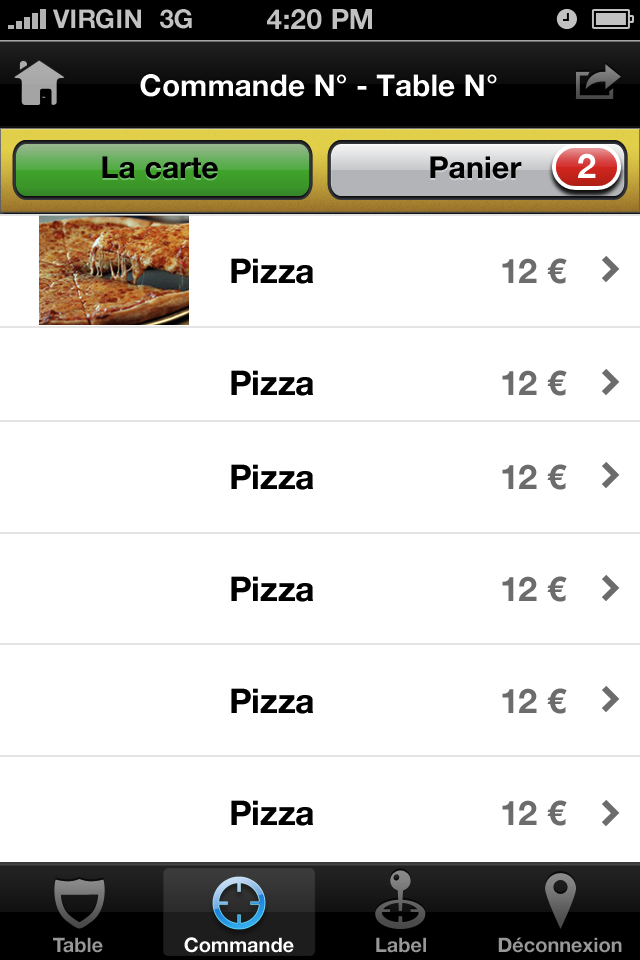 VIRGIN 3G 4:20 PM
Commande N° - Table N°
La carte Panier 2
Pizza 12 €
Pizza 12 €
Pizza 12 €
Pizza 12 €
Pizza 12 €
Pizza 12 €
Table Commande Label Déconnexion